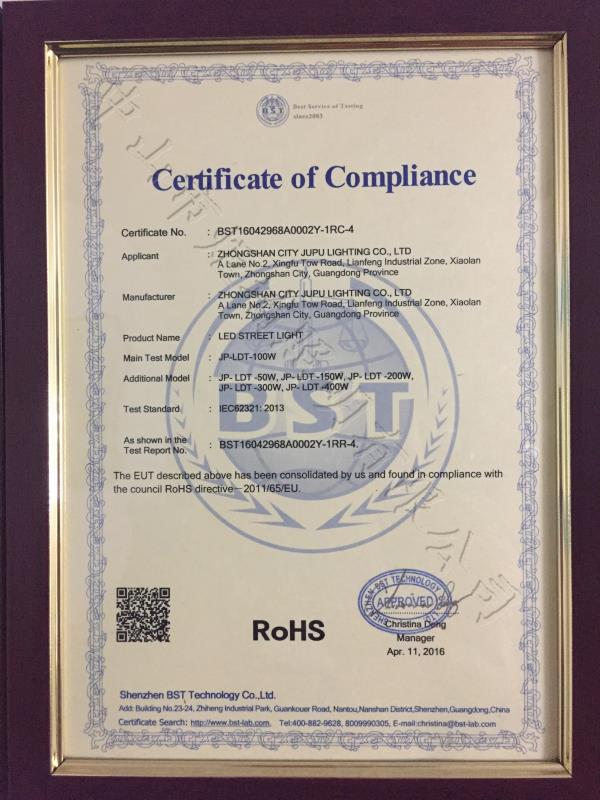 BST
Best Service of Testing
since2003
Certificate of Compliance
Certificate No. : BST16042968A0002Y-1RC-4
Applicant : ZHONGSHAN CITY JUPU LIGHTING CO., LTD
A Lane No.2, Xingfu Tow Road, Lianfeng Industrial Zone, Xiaolan
Town, Zhongshan City, Guangdong Province
Manufacturer : ZHONGSHAN CITY JUPU LIGHTING CO., LTD
A Lane No.2, Xingfu Tow Road, Lianfeng Industrial Zone, Xiaolan
Town, Zhongshan City, Guangdong Province
Product Name : LED STREET LIGHT
Main Test Model : JP-LDT-100W
Additional Model : JP- LDT -50W, JP- LDT -150W, JP- LDT -200W,
JP- LDT -300W, JP- LDT -400W
Test Standard : IEC62321: 2013
As shown in the
Test Report No. : BST16042968A0002Y-1RR-4.
BST
The EUT described above has been consolidated by us and found in compliance with
the council RoHS directive—2011/65/EU.
RoHS
APPROVED
Christina Deng
Manager
Apr. 11, 2016
Shenzhen BST Technology Co.,Ltd.
Add: Building No.23-24, Zhiheng Industrial Park, Guankouer Road, Nantou,Nanshan District,Shenzhen,Guangdong,China
Certificate Search: http://www.bst-lab.com, Tel:400-882-9628, 8009990305, E-mail:christina@bst-lab.com